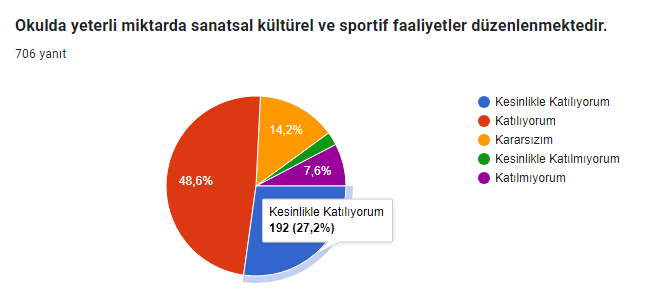 Okulda yeterli miktarda sanatsal kültürel ve sportif faaliyetler düzenlenmektedir.
706 yanıt
Kesinlikle Katılıyorum
Katılıyorum
Kararsızım
Kesinlikle Katılmıyorum
Katılmıyorum
14,2%
48,6%
7,6%
Kesinlikle Katılıyorum
192 (27,2%)